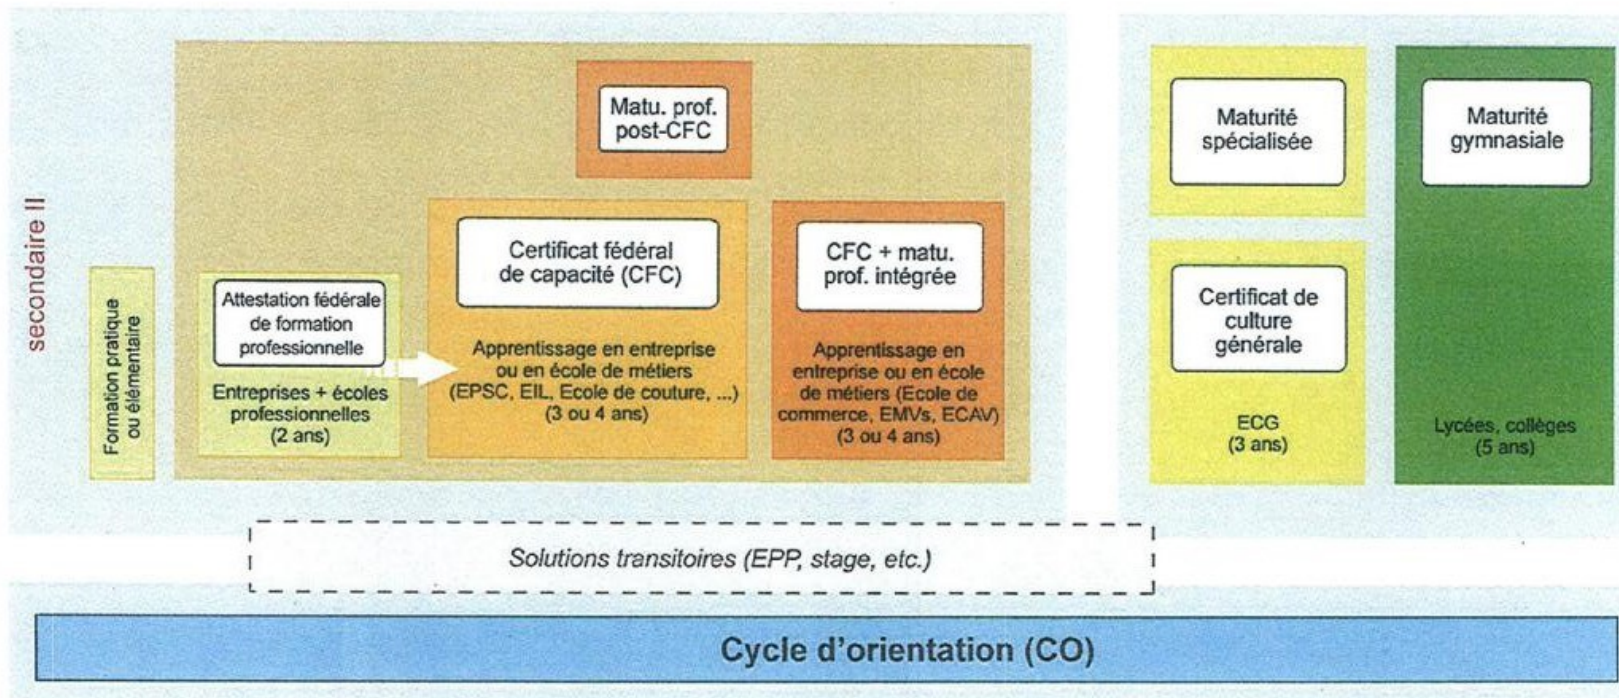 secondaire II
Formation pratique
ou élémentaire
Attestation fédérale
de formation
professionnelle
Entreprises + écoles
professionnelles
(2 ans)
Matu. prof.
post-CFC
Certificat fédéral
de capacité (CFC)
Apprentissage en entreprise
ou en école de métiers
(EPSC, EIL, Ecole de couture, ...)
(3 ou 4 ans)
CFC + matu.
prof. intégrée
Apprentissage en
entreprise ou en école
de métiers (Ecole de
commerce, EMVs, ECAV)
(3 ou 4 ans)
Maturité
spécialisée
Certificat de
culture
générale
ECG
(3 ans)
Maturité
gymnasiale
Lycées, collèges
(5 ans)
Solutions transitoires (EPP, stage, etc.)
Cycle d'orientation (CO)